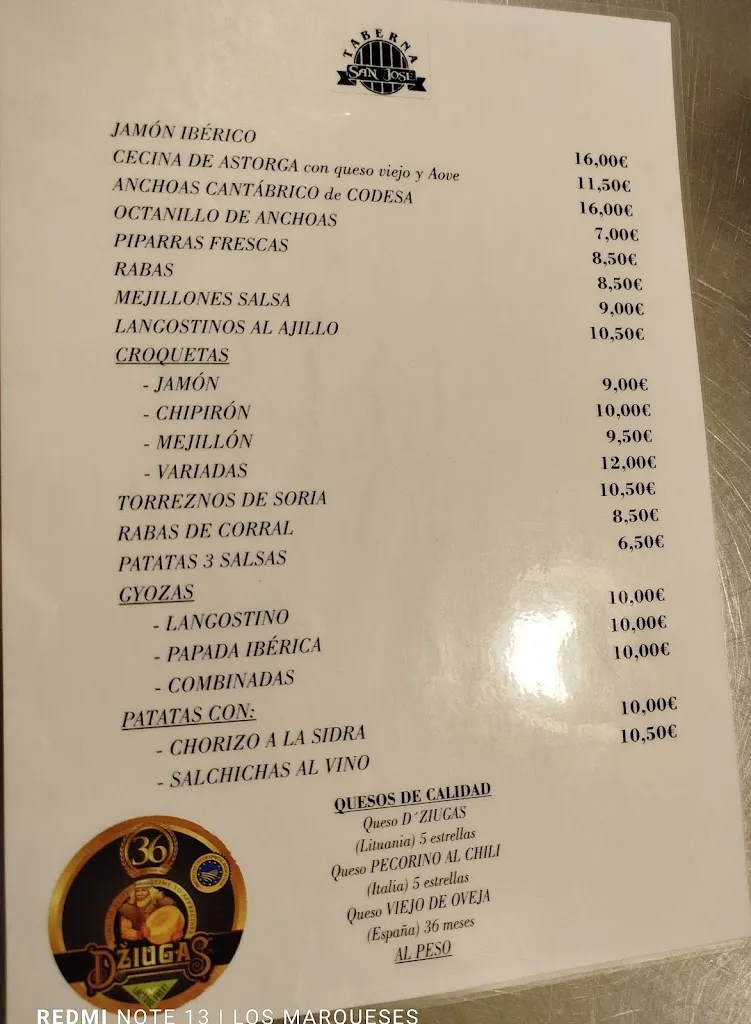 TABERNA
SAN JOSÉ
JAMÓN IBÉRICO 16,00€
CECINA DE ASTORGA con queso viejo y Aove 11,50€
ANCHOAS CANTÁBRICO de CODESA 16,00€
OCTANILLO DE ANCHOAS 7,00€
PIPARRAS FRESCAS 8,50€
RABAS 8,50€
MEJILLONES SALSA 9,00€
LANGOSTINOS AL AJILLO 10,50€
CROQUETAS
- JAMÓN 9,00€
- CHIPIRÓN 10,00€
- MEJILLÓN 9,50€
- VARIADAS 12,00€
TORREZNOS DE SORIA 10,50€
RABAS DE CORRAL 8,50€
PATATAS 3 SALSAS 6,50€
GYOZAS
- LANGOSTINO 10,00€
- PAPADA IBÉRICA 10,00€
- COMBINADAS 10,00€
PATATAS CON:
- CHORIZO A LA SIDRA 10,00€
- SALCHICHAS AL VINO 10,50€
QUESOS DE CALIDAD
Queso D´ZIUGAS
(Lituania) 5 estrellas
Queso PECORINO AL CHILI
(Italia) 5 estrellas
Queso VIEJO DE OVEJA
(España) 36 meses
AL PESO
36
DŽIUGAS
REDMI NOTE 13 | LOS MARQUESES